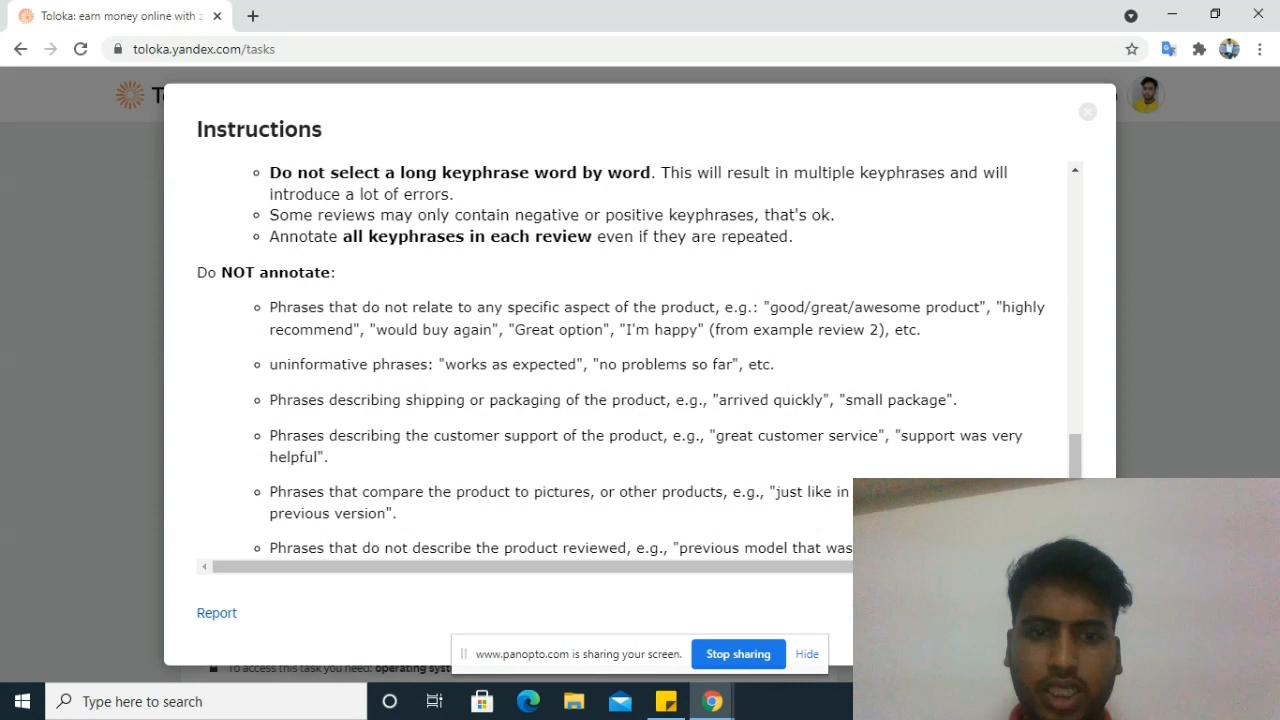 Toloka: earn money online with
toloka.yandex.com/tasks
Instructions
Do not select a long keyphrase word by word. This will result in multiple keyphrases and will
introduce a lot of errors.
Some reviews may only contain negative or positive keyphrases, that's ok.
Annotate all keyphrases in each review even if they are repeated.
Do NOT annotate:
Phrases that do not relate to any specific aspect of the product, e.g.: "good/great/awesome product", "highly
recommend", "would buy again", "Great option", "I'm happy" (from example review 2), etc.
uninformative phrases: "works as expected", "no problems so far", etc.
Phrases describing shipping or packaging of the product, e.g., "arrived quickly", "small package".
Phrases describing the customer support of the product, e.g., "great customer service", "support was very
helpful".
Phrases that compare the product to pictures, or other products, e.g., "just like in
previous version".
Phrases that do not describe the product reviewed, e.g., "previous model that was
Report
www.panopto.com is sharing your screen.
Stop sharing
Hide
To access this task you need:
Type here to search